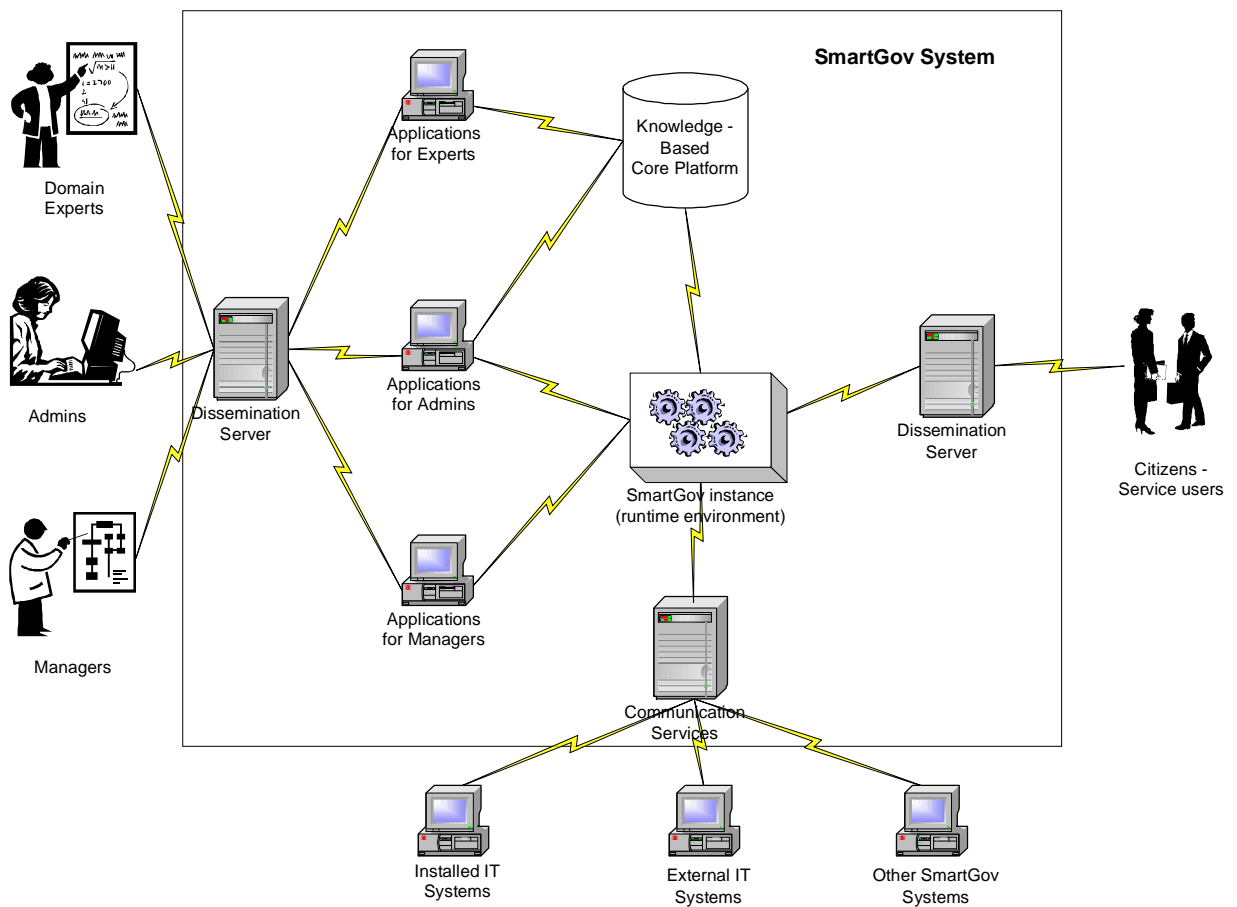 SmartGov System
Applications
for Experts
Knowledge -
Based
Core Platform
i = 2700
2
Domain
Experts
Admins
Dissemination
Server
Applications
for Admins
SmartGov instance
(runtime environment)
Dissemination
Server
Citizens -
Service users
Managers
Applications
for Managers
Communication
Services
Installed IT
Systems
External IT
Systems
Other SmartGov
Systems